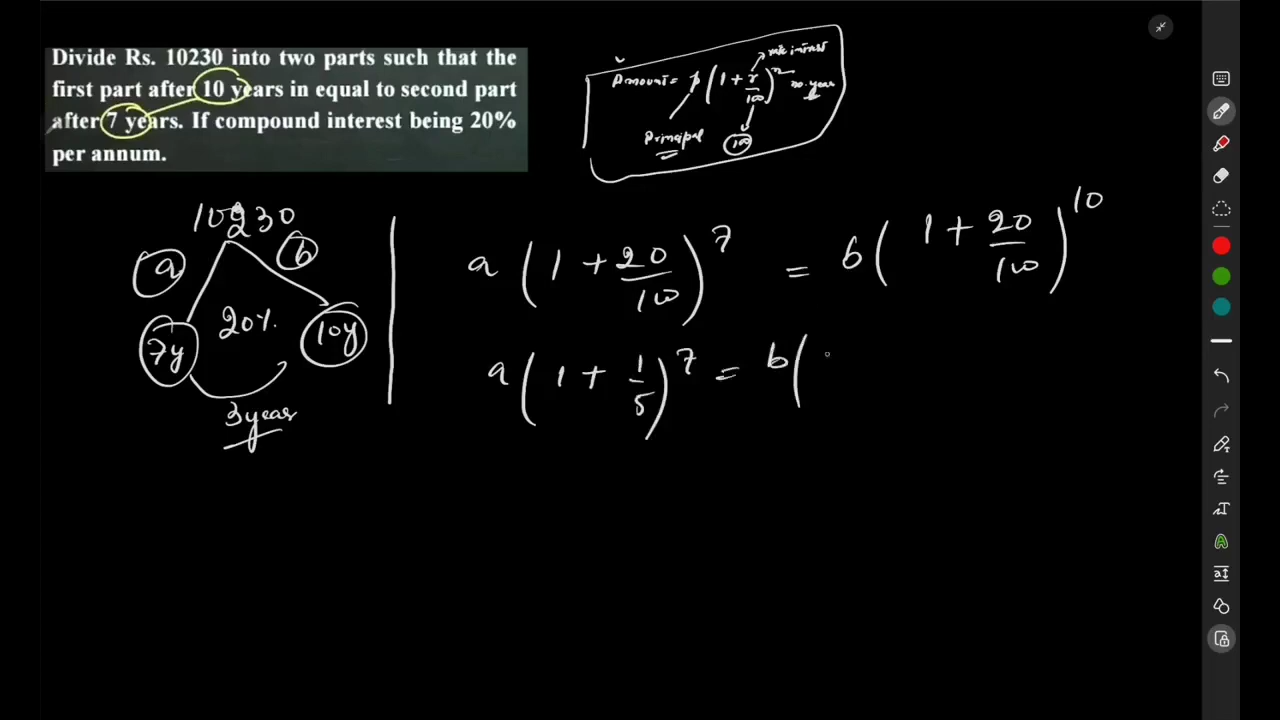 Divide Rs. 10230 into two parts such that the
first part after 10 years in equal to second part
after 7 years. If compound interest being 20%
per annum.
rate interest
Amount = p ( 1 + r/100 )^n no. year
Principal
100
10230
a b
20%
7y 10y
3 year
a ( 1 + 20/100 )^7 = b ( 1 + 20/100 )^10
a ( 1 + 1/5 )^7 = b (